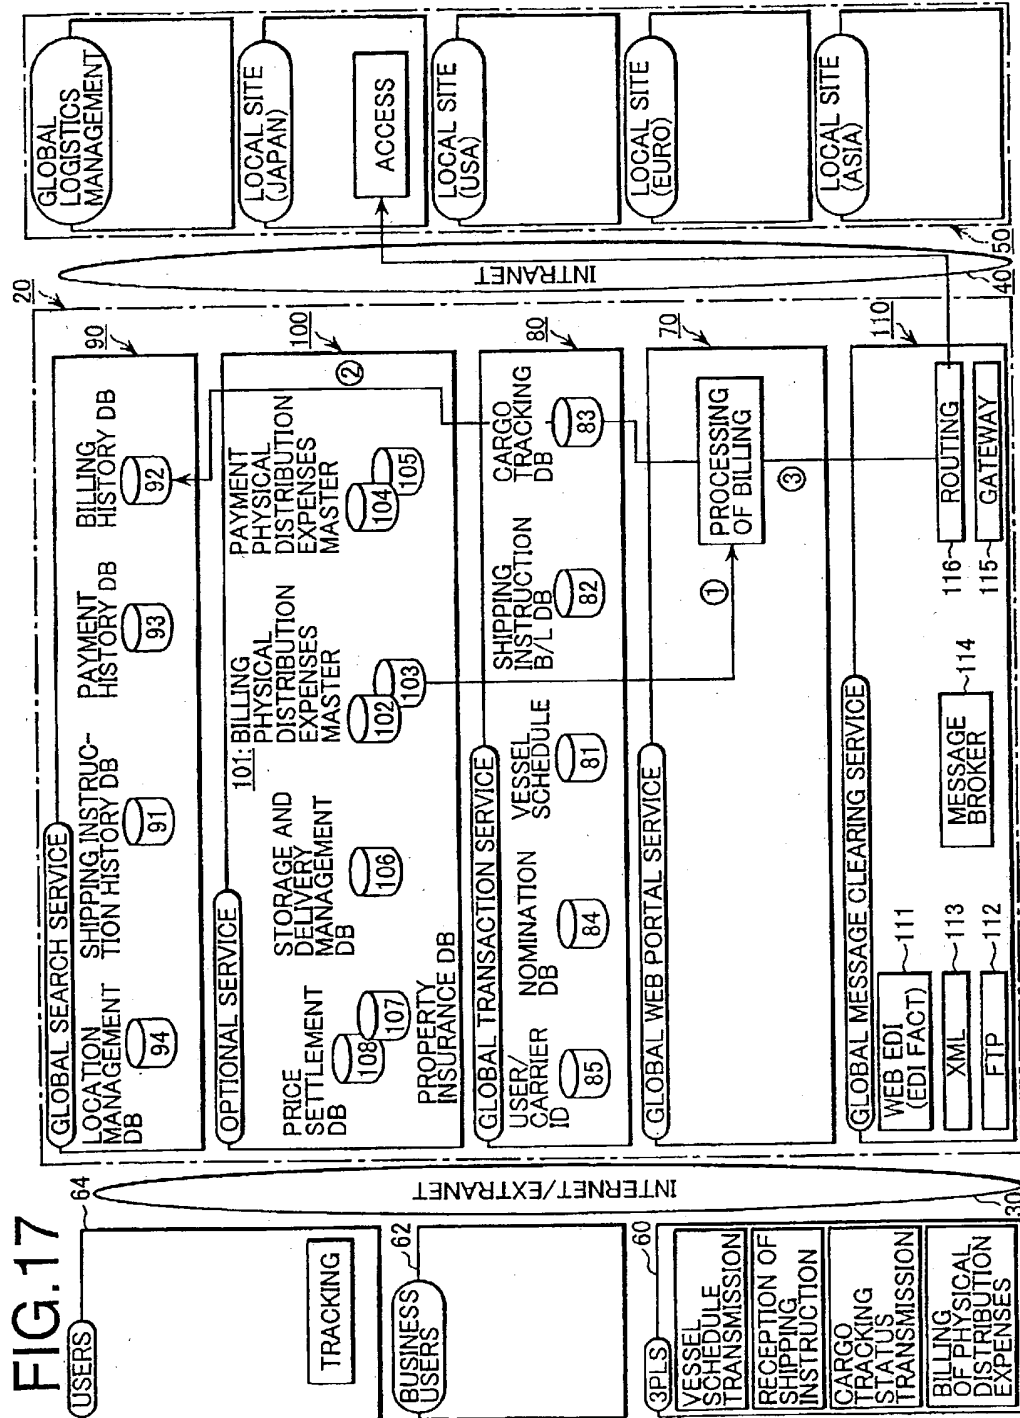 FIG.17
USERS
64
TRACKING
BUSINESS
USERS
62
3PLS
60
VESSEL
SCHEDULE
TRANSMISSION
RECEPTION OF
SHIPPING
INSTRUCTION
CARGO
TRACKING
STATUS
TRANSMISSION
BILLING
OF PHYSICAL
DISTRIBUTION
EXPENSES
INTERNET/EXTRANET
30
20
GLOBAL SEARCH SERVICE
90
LOCATION
MANAGEMENT
DB
94
SHIPPING INSTRUC-
TION HISTORY DB
91
PAYMENT
HISTORY DB
93
BILLING
HISTORY DB
92
OPTIONAL SERVICE
100
PRICE
SETTLEMENT
DB
108
107
PROPERTY
INSURANCE DB
STORAGE AND
DELIVERY
MANAGEMENT
DB
106
101: BILLING
PHYSICAL
DISTRIBUTION
EXPENSES
MASTER
102
103
PAYMENT
PHYSICAL
DISTRIBUTION
EXPENSES
MASTER
104
105
②
GLOBAL TRANSACTION SERVICE
80
USER/
CARRIER
ID
85
NOMINATION
DB
84
VESSEL
SCHEDULE
81
SHIPPING
INSTRUCTION
B/L DB
82
CARGO
TRACKING
DB
83
GLOBAL WEB PORTAL SERVICE
70
①
PROCESSING
OF BILLING
③
GLOBAL MESSAGE CLEARING SERVICE
110
WEB EDI
(EDI FACT)
111
XML
113
FTP
112
MESSAGE
BROKER
114
116
ROUTING
115
GATEWAY
INTRANET
40
50
GLOBAL
LOGISTICS
MANAGEMENT
LOCAL SITE
(JAPAN)
ACCESS
LOCAL SITE
(USA)
LOCAL SITE
(EURO)
LOCAL SITE
(ASIA)